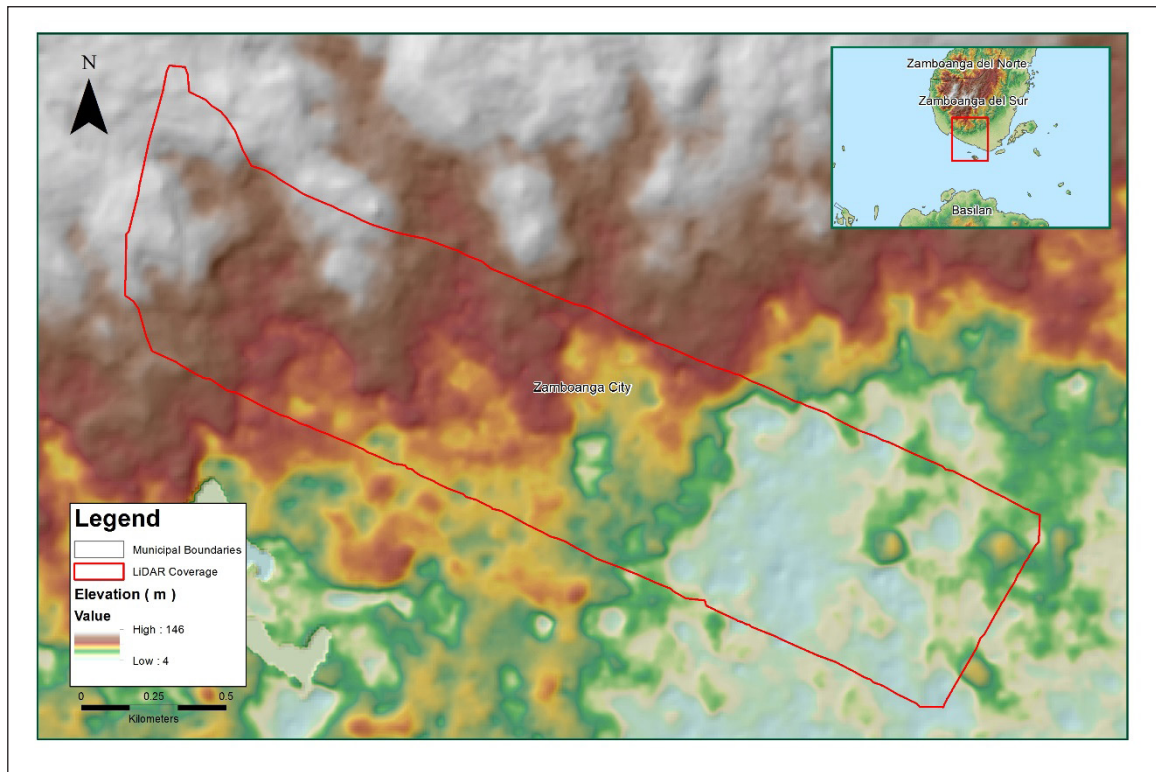 N
Zamboanga del Norte
Zamboanga del Sur
Basilan
Zamboanga City
Legend
Municipal Boundaries
LiDAR Coverage
Elevation ( m )
Value
High : 146
Low : 4
0 0.25 0.5
Kilometers